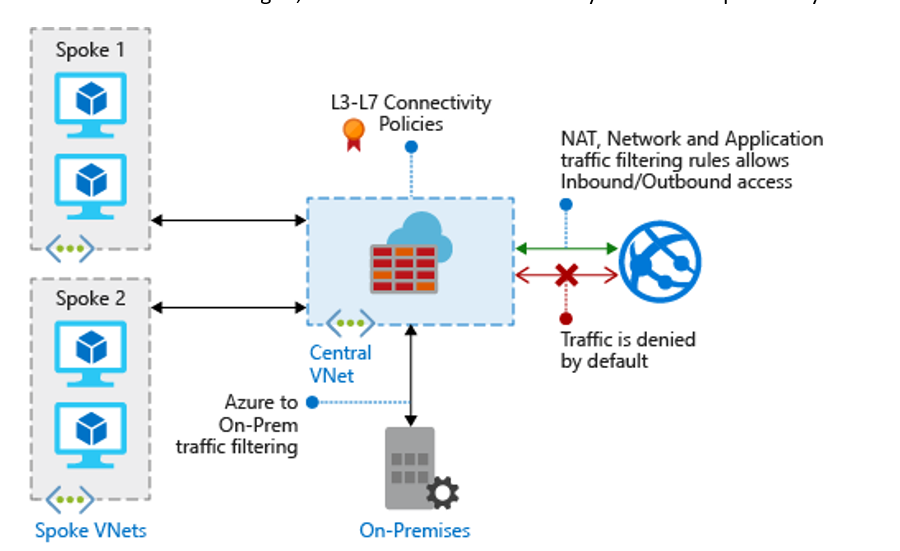 Spoke 1
L3-L7 Connectivity
Policies
NAT, Network and Application
traffic filtering rules allows
Inbound/Outbound access
Spoke 2
Central
VNet
Traffic is denied
by default
Azure to
On-Prem
traffic filtering
Spoke VNets
On-Premises